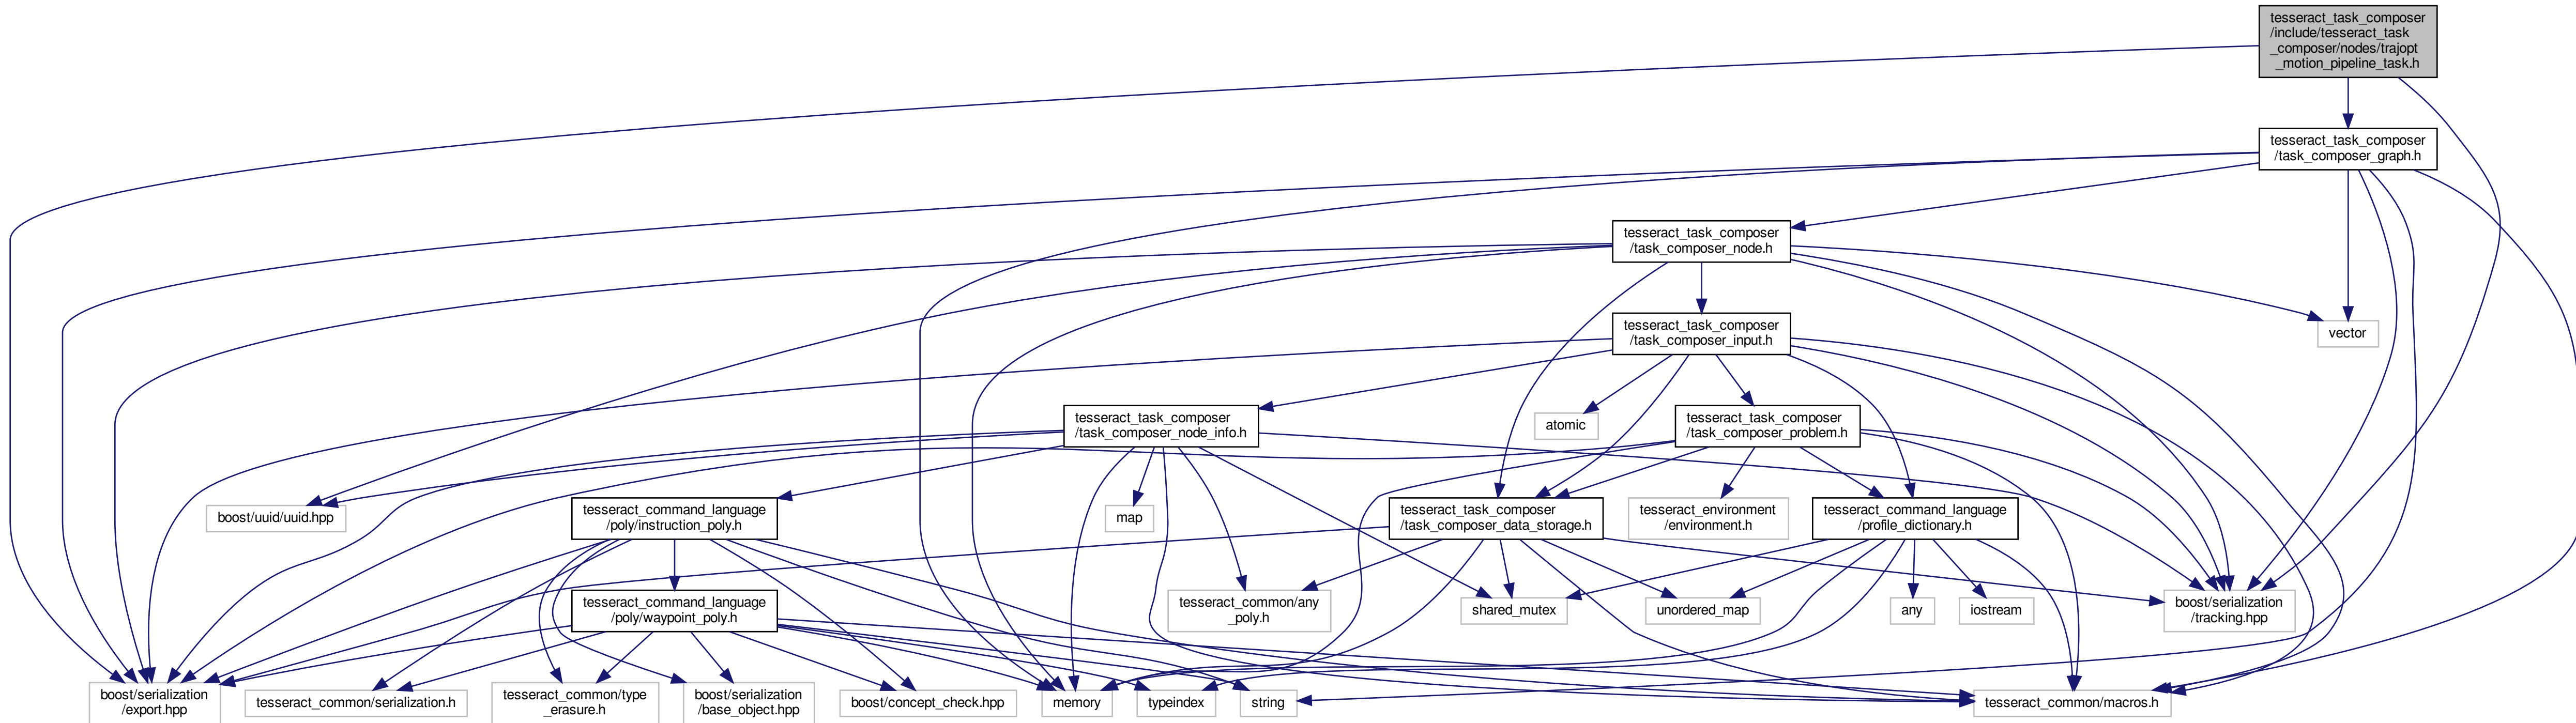 tesseract_task_composer
/include/tesseract_task
_composer/nodes/trajopt
_motion_pipeline_task.h
tesseract_task_composer
/task_composer_graph.h
tesseract_task_composer
/task_composer_node.h
tesseract_task_composer
/task_composer_input.h
vector
tesseract_task_composer
/task_composer_node_info.h
atomic
tesseract_task_composer
/task_composer_problem.h
boost/uuid/uuid.hpp
tesseract_command_language
/poly/instruction_poly.h
map
tesseract_task_composer
/task_composer_data_storage.h
tesseract_environment
/environment.h
tesseract_command_language
/profile_dictionary.h
tesseract_command_language
/poly/waypoint_poly.h
tesseract_common/any
_poly.h
shared_mutex
unordered_map
any
iostream
boost/serialization
/tracking.hpp
boost/serialization
/export.hpp
tesseract_common/serialization.h
tesseract_common/type
_erasure.h
boost/serialization
/base_object.hpp
boost/concept_check.hpp
memory
typeindex
string
tesseract_common/macros.h